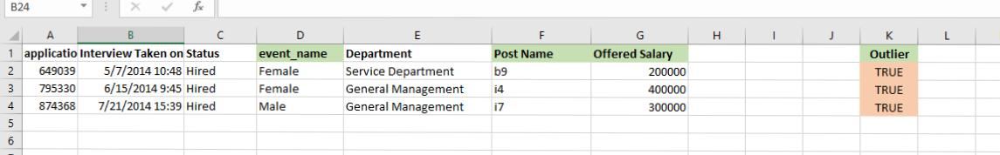 B24 fx
A B C D E F G H I J K L
1 applicatio Interview Taken on Status event_name Department Post Name Offered Salary Outlier
2 649039 5/7/2014 10:48 Hired Female Service Department b9 200000 TRUE
3 795330 6/15/2014 9:45 Hired Female General Management i4 400000 TRUE
4 874368 7/21/2014 15:39 Hired Male General Management i7 300000 TRUE
5
6